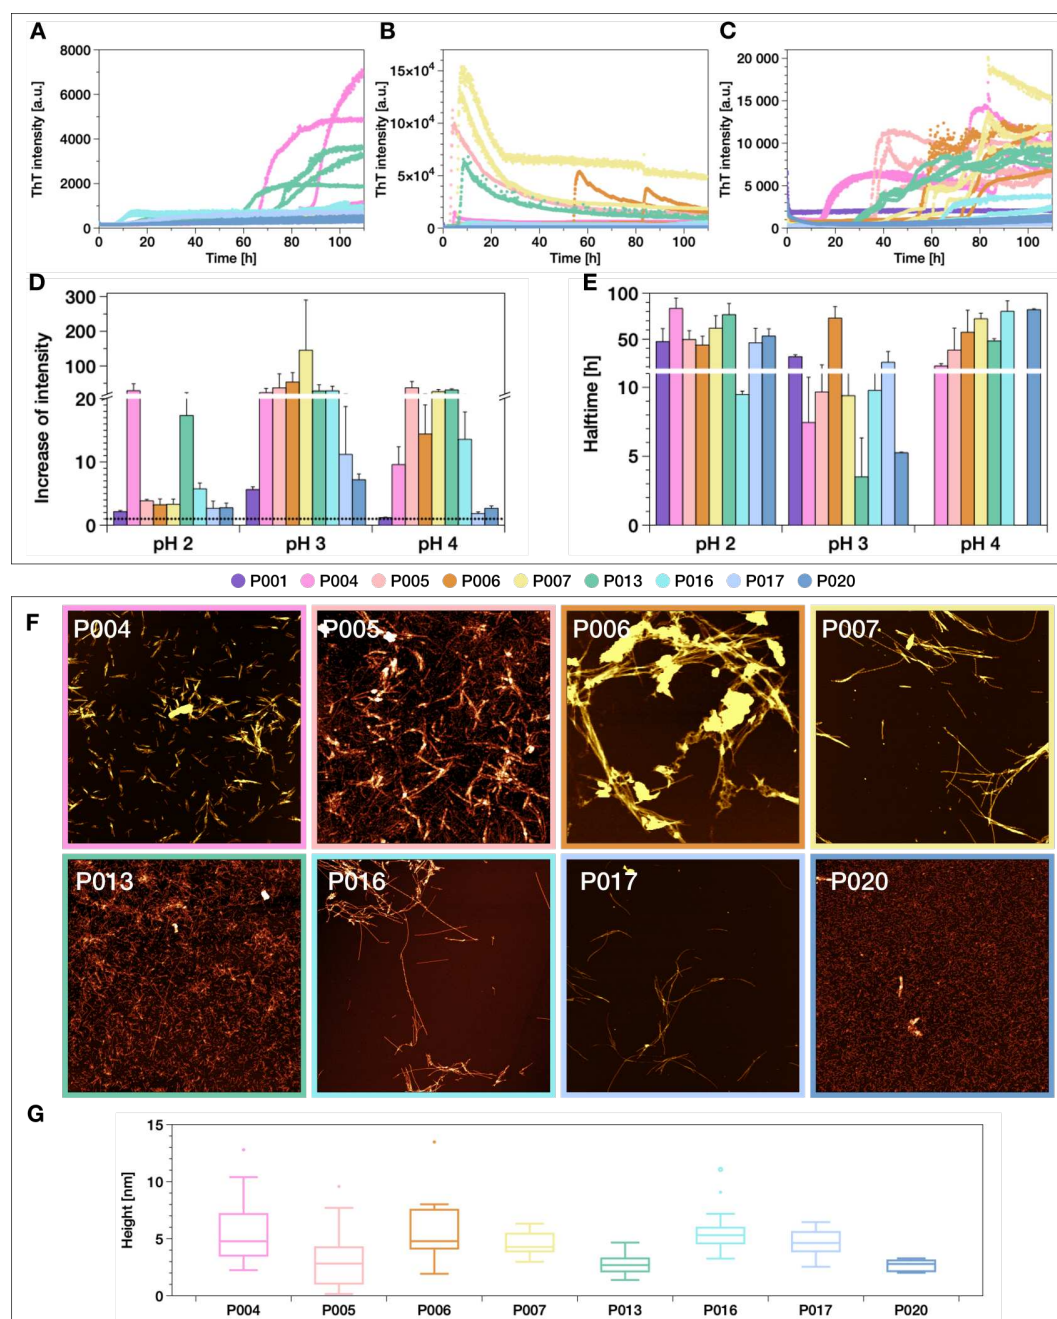 A
B
C
8000
6000
4000
2000
0
ThT intensity [a.u.]
0 20 40 60 80 100
Time [h]
15×10⁴
10×10⁴
5×10⁴
0
ThT intensity [a.u.]
0 20 40 60 80 100
Time [h]
20 000
15 000
10 000
5 000
0
ThT intensity [a.u.]
0 20 40 60 80 100
Time [h]
D
300
200
100
20
10
0
Increase of intensity
pH 2 pH 3 pH 4
E
100
50
10
5
0
Halftime [h]
pH 2 pH 3 pH 4
P001 P004 P005 P006 P007 P013 P016 P017 P020
F
P004 P005 P006 P007
P013 P016 P017 P020
G
15
10
5
0
Height [nm]
P004 P005 P006 P007 P013 P016 P017 P020